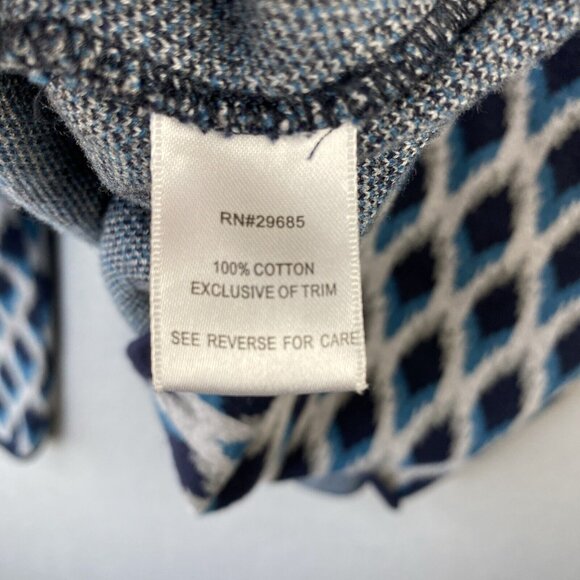 RN#29685
100% COTTON
EXCLUSIVE OF TRIM
SEE REVERSE FOR CARE